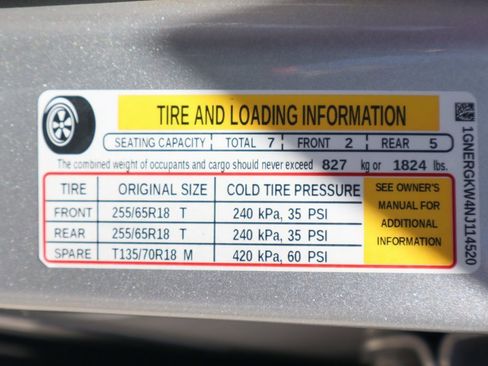 TIRE AND LOADING INFORMATION
SEATING CAPACITY TOTAL 7 FRONT 2 REAR 5
The combined weight of occupants and cargo should never exceed 827 kg or 1824 lbs.
TIRE ORIGINAL SIZE COLD TIRE PRESSURE
FRONT 255/65R18 T 240 kPa, 35 PSI
REAR 255/65R18 T 240 kPa, 35 PSI
SPARE T135/70R18 M 420 kPa, 60 PSI
SEE OWNER'S
MANUAL FOR
ADDITIONAL
INFORMATION
1GNERGKW4NJ114520